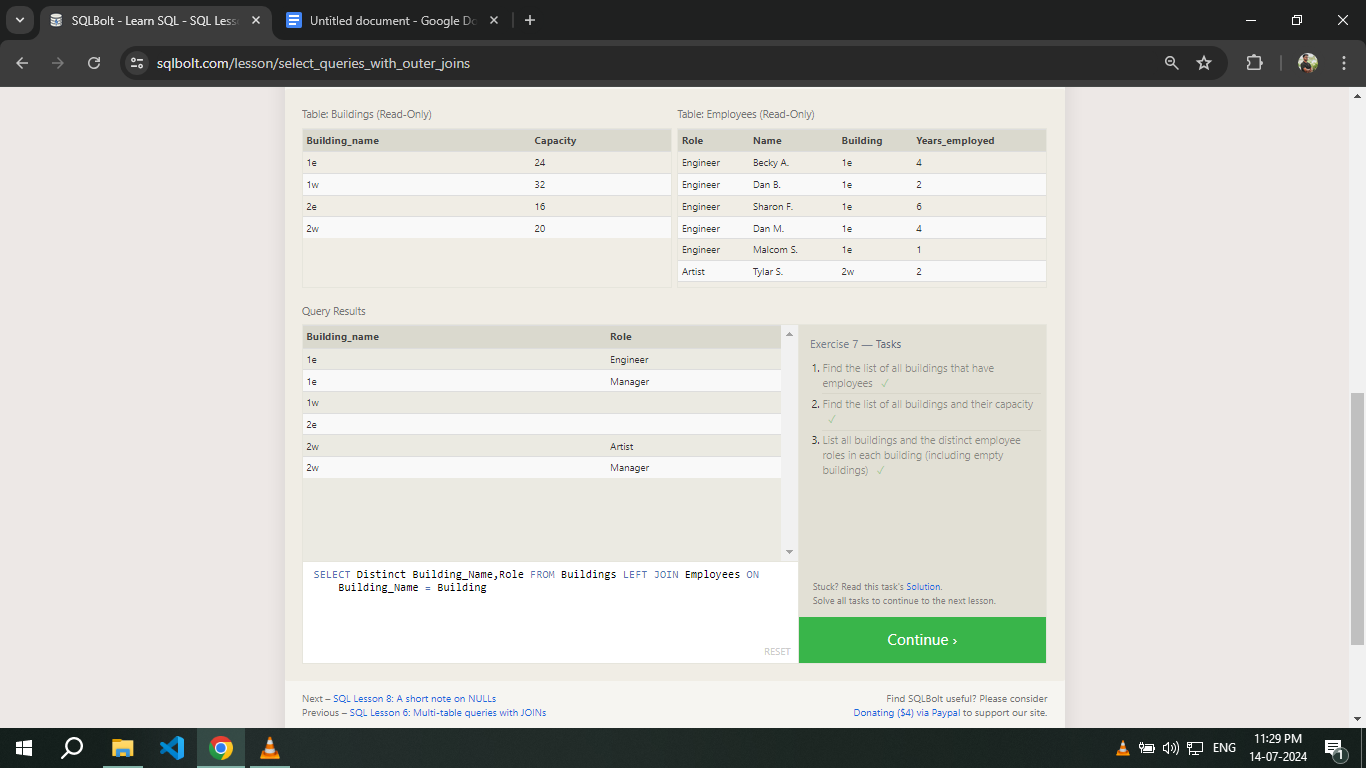 SQLBolt - Learn SQL - SQL Less
Untitled document - Google Do
sqlbolt.com/lesson/select_queries_with_outer_joins
Table: Buildings (Read-Only)
Building_name Capacity
1e 24
1w 32
2e 16
2w 20
Table: Employees (Read-Only)
Role Name Building Years_employed
Engineer Becky A. 1e 4
Engineer Dan B. 1e 2
Engineer Sharon F. 1e 6
Engineer Dan M. 1e 4
Engineer Malcom S. 1e 1
Artist Tylar S. 2w 2
Query Results
Building_name Role
1e Engineer
1e Manager
1w
2e
2w Artist
2w Manager
Exercise 7 — Tasks
1. Find the list of all buildings that have
employees ✓
2. Find the list of all buildings and their capacity
✓
3. List all buildings and the distinct employee
roles in each building (including empty
buildings) ✓
SELECT Distinct Building_Name,Role FROM Buildings LEFT JOIN Employees ON
Building_Name = Building
RESET
Stuck? Read this task's Solution.
Solve all tasks to continue to the next lesson.
Continue ›
Next – SQL Lesson 8: A short note on NULLs
Previous – SQL Lesson 6: Multi-table queries with JOINs
Find SQLBolt useful? Please consider
Donating ($4) via Paypal to support our site.
ENG
11:29 PM
14-07-2024
1